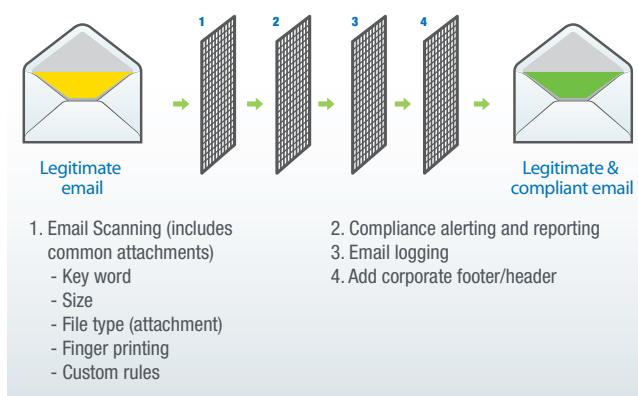 1 2 3 4
Legitimate
email
Legitimate &
compliant email
1. Email Scanning (includes
common attachments)
- Key word
- Size
- File type (attachment)
- Finger printing
- Custom rules
2. Compliance alerting and reporting
3. Email logging
4. Add corporate footer/header